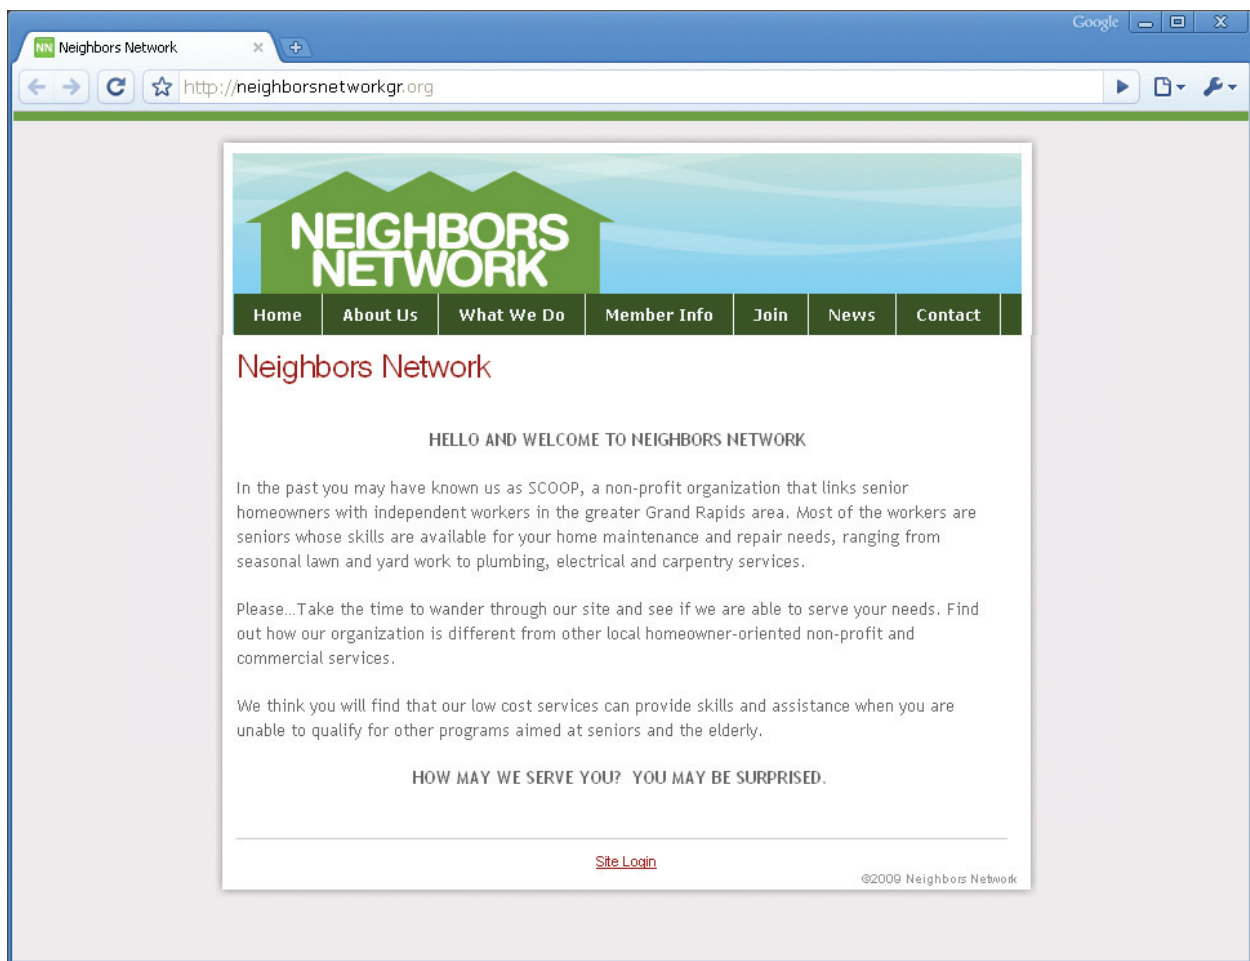 Google
NN Neighbors Network
http://neighborsnetworkgr.org
NEIGHBORS
NETWORK
Home About Us What We Do Member Info Join News Contact
Neighbors Network
HELLO AND WELCOME TO NEIGHBORS NETWORK
In the past you may have known us as SCOOP, a non-profit organization that links senior
homeowners with independent workers in the greater Grand Rapids area. Most of the workers are
seniors whose skills are available for your home maintenance and repair needs, ranging from
seasonal lawn and yard work to plumbing, electrical and carpentry services.
Please...Take the time to wander through our site and see if we are able to serve your needs. Find
out how our organization is different from other local homeowner-oriented non-profit and
commercial services.
We think you will find that our low cost services can provide skills and assistance when you are
unable to qualify for other programs aimed at seniors and the elderly.
HOW MAY WE SERVE YOU? YOU MAY BE SURPRISED.
Site Login
©2009 Neighbors Network